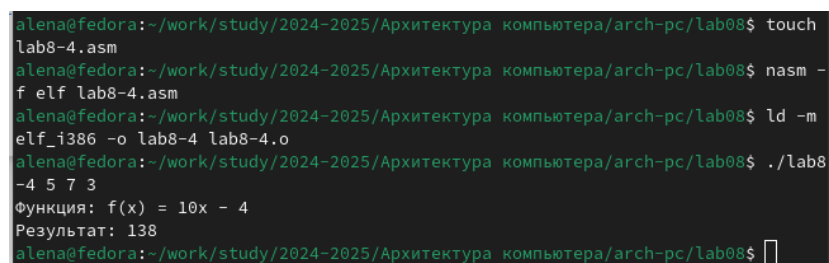 alena@fedora:~/work/study/2024-2025/Архитектура компьютера/arch-pc/lab08$ touch
lab8-4.asm
alena@fedora:~/work/study/2024-2025/Архитектура компьютера/arch-pc/lab08$ nasm -
f elf lab8-4.asm
alena@fedora:~/work/study/2024-2025/Архитектура компьютера/arch-pc/lab08$ ld -m
elf_i386 -o lab8-4 lab8-4.o
alena@fedora:~/work/study/2024-2025/Архитектура компьютера/arch-pc/lab08$ ./lab8
-4 5 7 3
Функция: f(x) = 10x - 4
Результат: 138
alena@fedora:~/work/study/2024-2025/Архитектура компьютера/arch-pc/lab08$